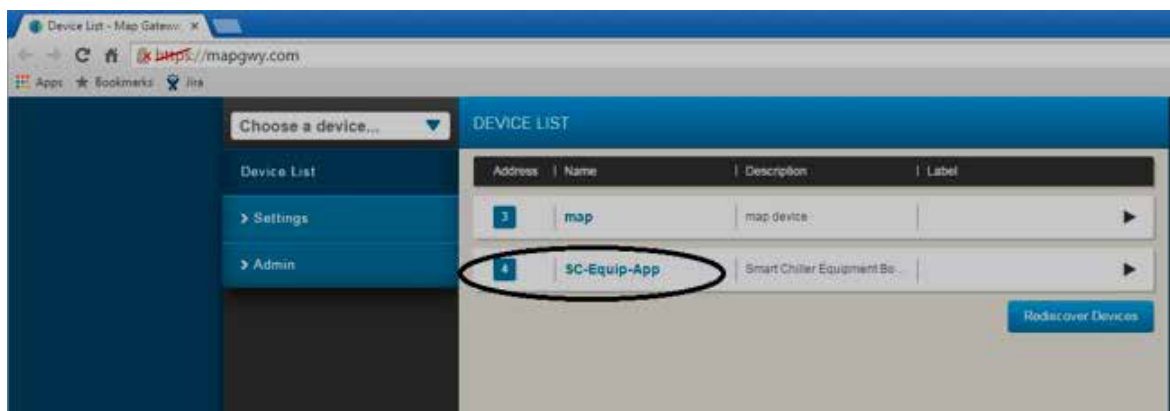 Device List - Map Gatew
https://mapgwy.com
Apps Bookmarks Jira
Choose a device...
DEVICE LIST
Device List
Address Name Description Label
> Settings
3 map map device
> Admin
4 SC-Equip-App Smart Chiller Equipment Bo...
Rediscover Devices